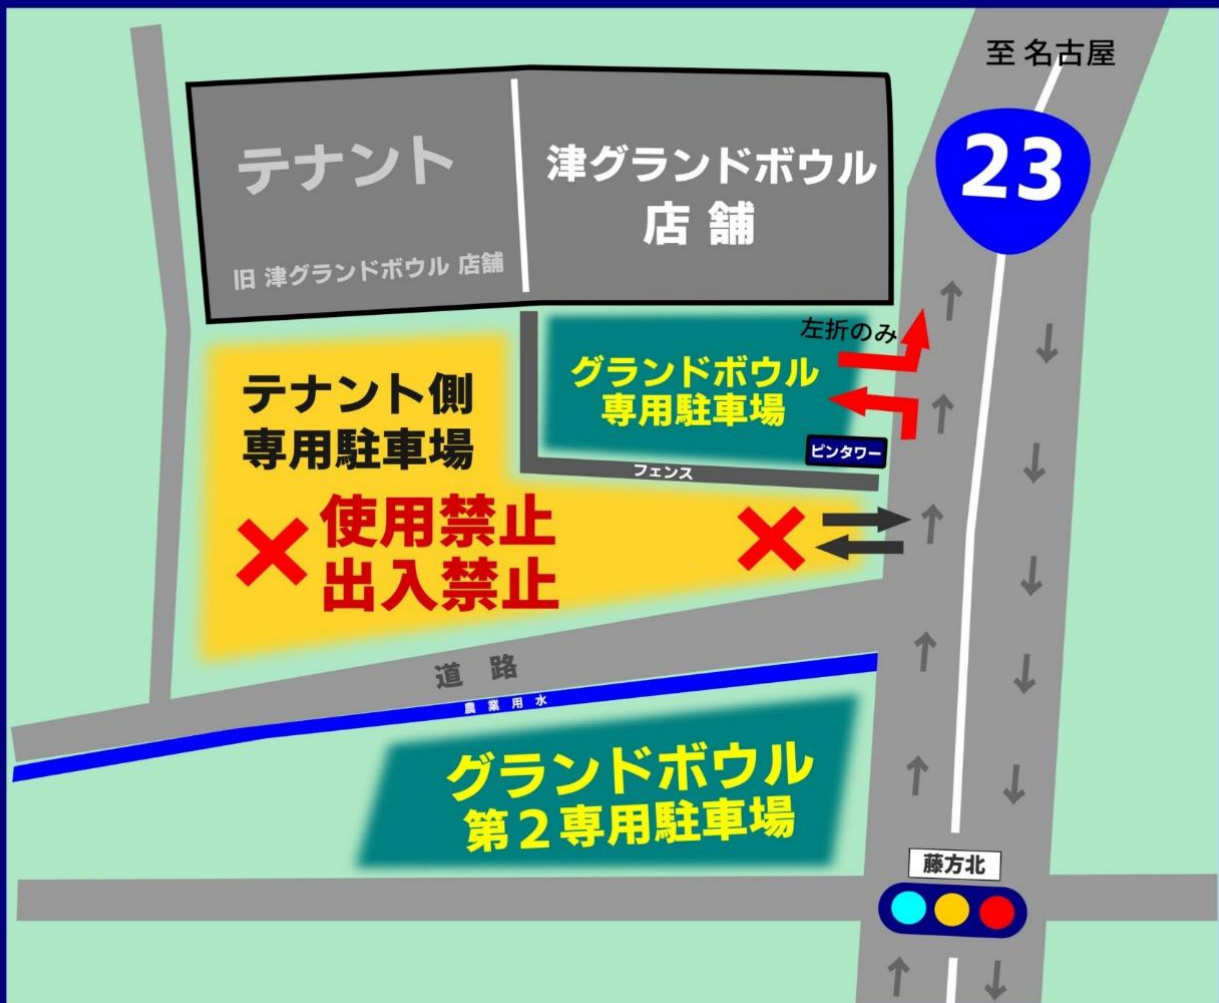 至 名古屋
23
テナント
津グランドボウル
店 舗
旧 津グランドボウル 店舗
左折のみ
グランドボウル
専用駐車場
テナント側
専用駐車場
ピンタワー
フェンス
使用禁止
出入禁止
道 路
農 業 用 水
グランドボウル
第2専用駐車場
藤方北